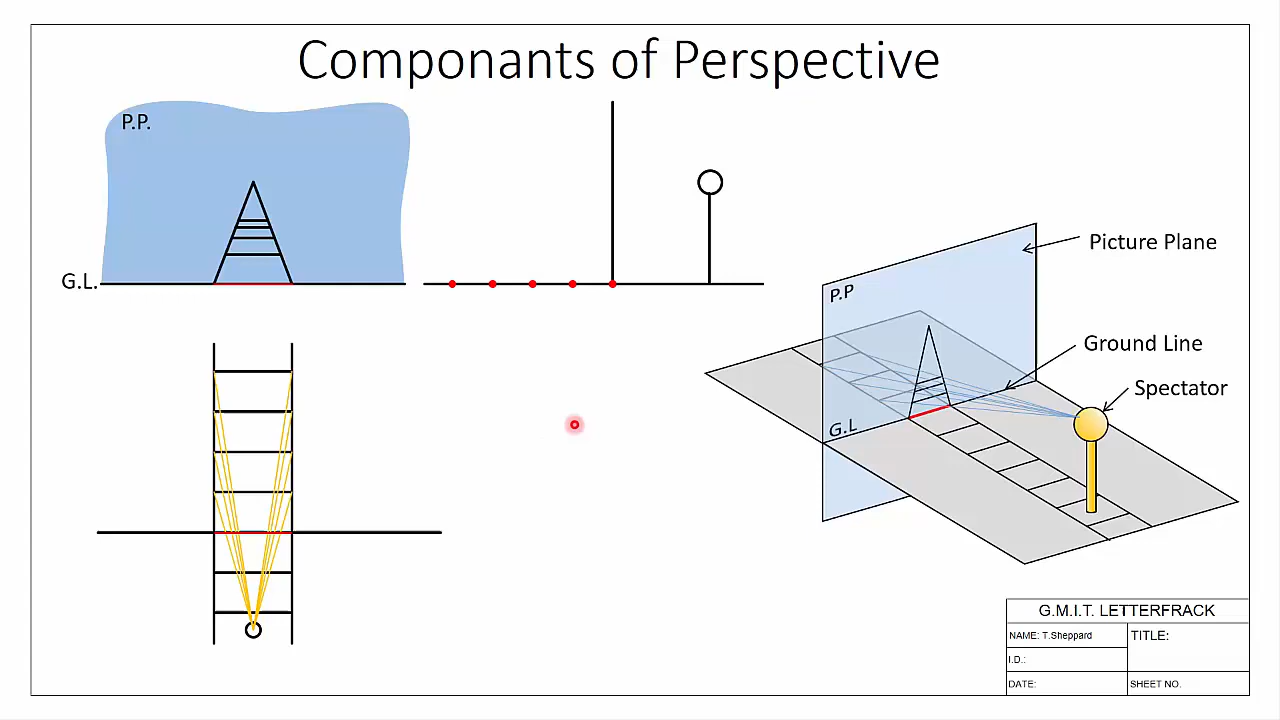 Componants of Perspective
P.P.
G.L.
Picture Plane
P.P
Ground Line
Spectator
G.L
G.M.I.T. LETTERFRACK
NAME: T.Sheppard
TITLE:
I.D.:
DATE:
SHEET NO.